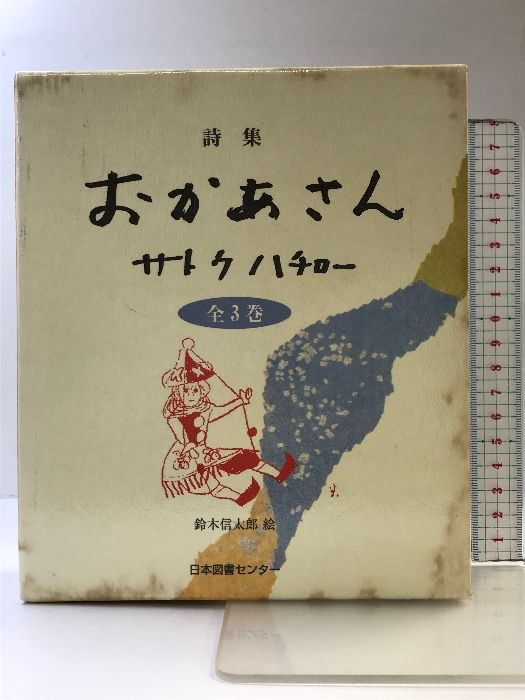 詩集
おかあさん
サトウハチロー
全3巻
鈴木信太郎 絵
日本図書センター